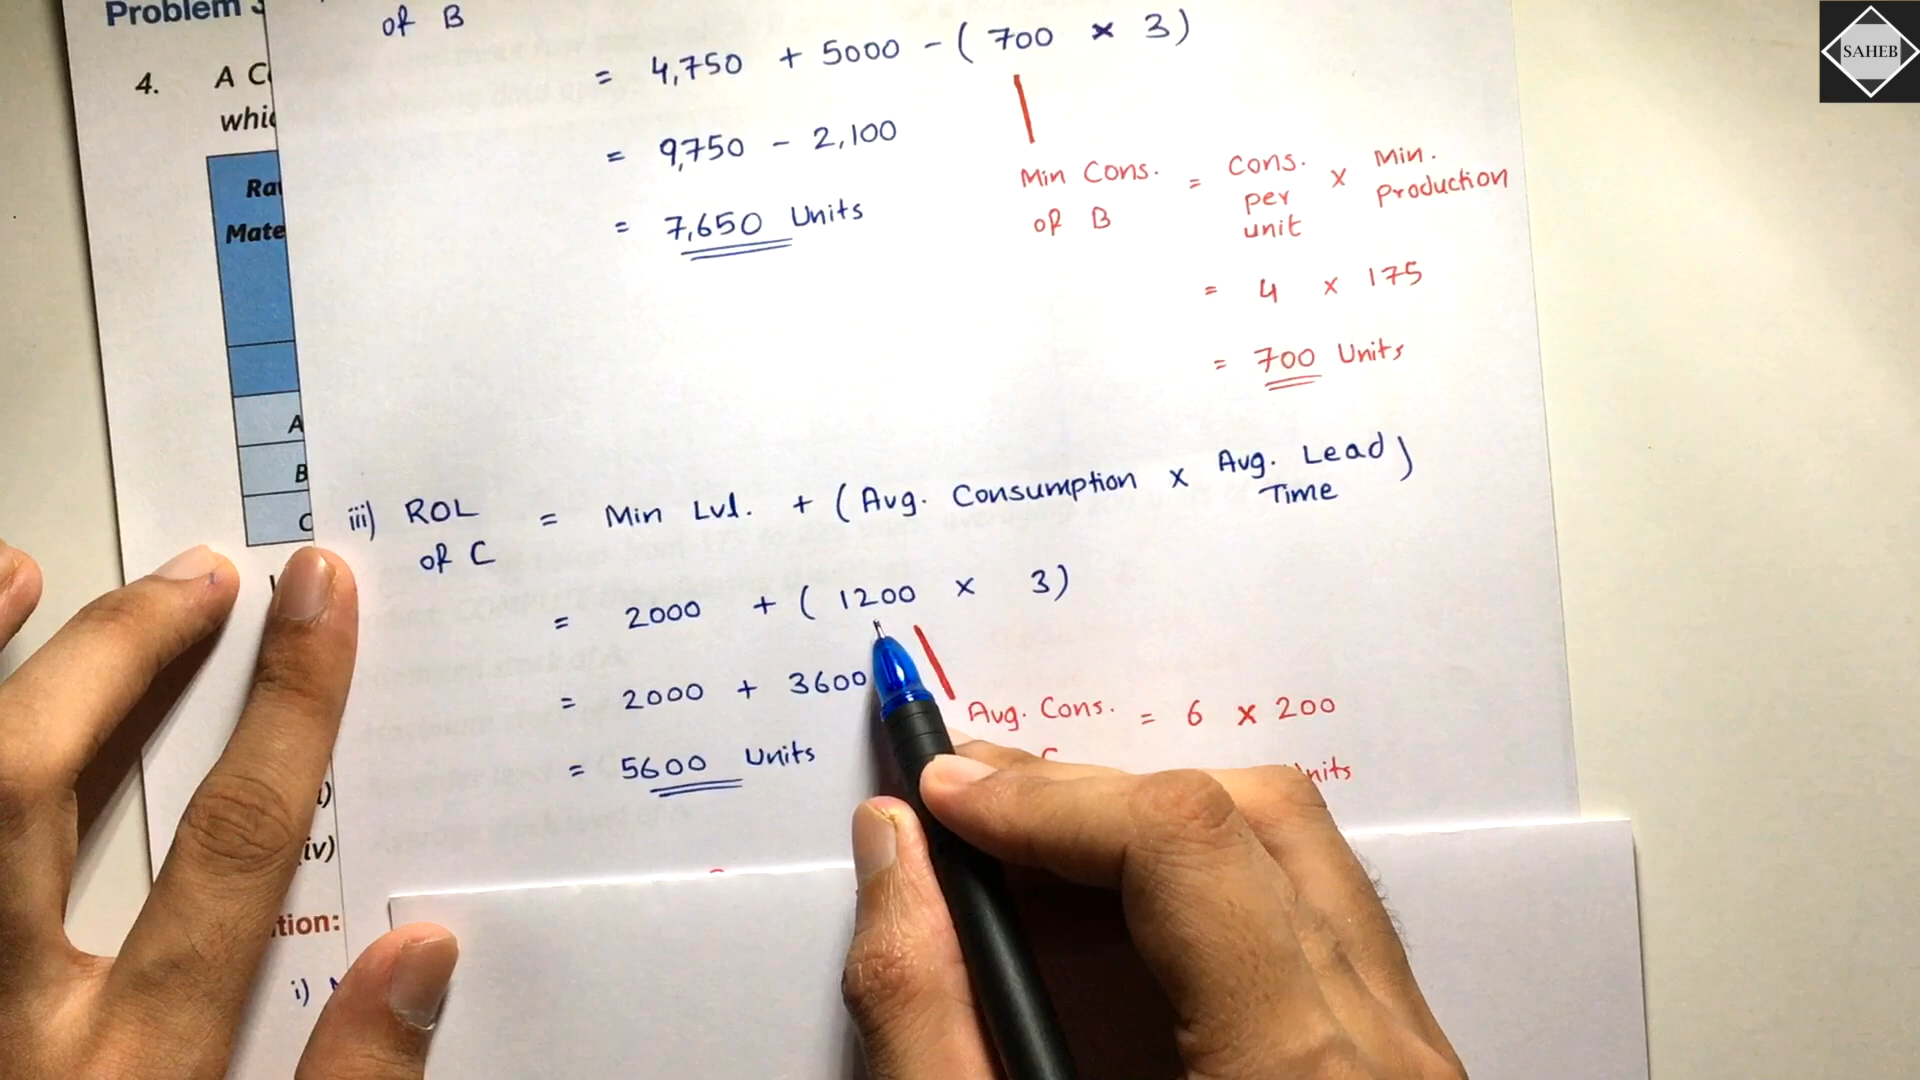 Problem
of B
= 4,750 + 5000 - ( 700 × 3 )
4. A
whic
= 9,750 - 2,100
= 7,650 Units
Min Cons. of B = Cons. per unit × Min. Production
= 4 × 175
= 700 Units
Mate
A
B
C
iii) ROL of C = Min Lvl. + ( Avg. Consumption × Avg. Lead Time )
= 2000 + ( 1200 × 3 )
= 2000 + 3600
= 5600 Units
Avg. Cons. = 6 × 200
nits
iv)
tion:
i)
SAHEB